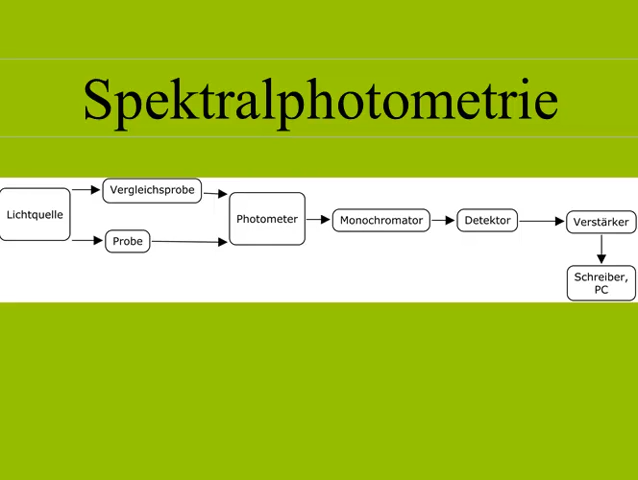 Spektralphotometrie
Lichtquelle
Vergleichsprobe
Probe
Photometer
Monochromator
Detektor
Verstärker
Schreiber,
PC